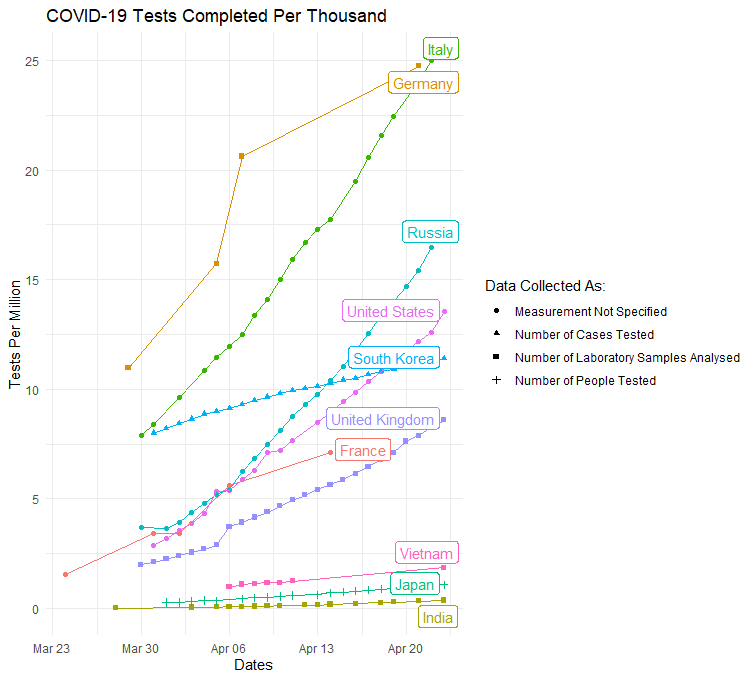 COVID-19 Tests Completed Per Thousand
Tests Per Million
25
20
15
10
5
0
Italy
Germany
Russia
United States
South Korea
United Kingdom
France
Vietnam
Japan
India
Mar 23
Mar 30
Apr 06
Apr 13
Apr 20
Dates
Data Collected As:
Measurement Not Specified
Number of Cases Tested
Number of Laboratory Samples Analysed
Number of People Tested